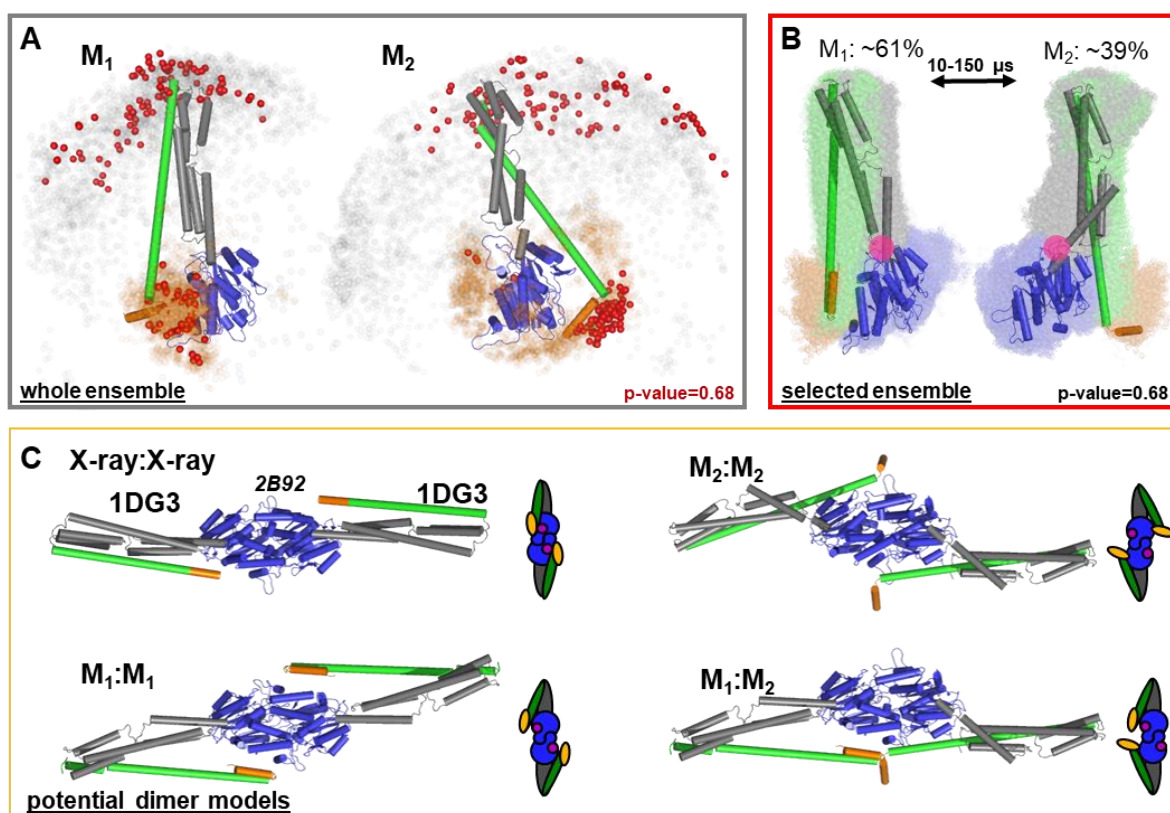 A
M₁
M₂
whole ensemble
p-value=0.68
B
M₁: ~61%
M₂: ~39%
10-150 µs
selected ensemble
p-value=0.68
C
X-ray:X-ray
1DG3
2B92
1DG3
M₂:M₂
M₁:M₁
M₁:M₂
potential dimer models